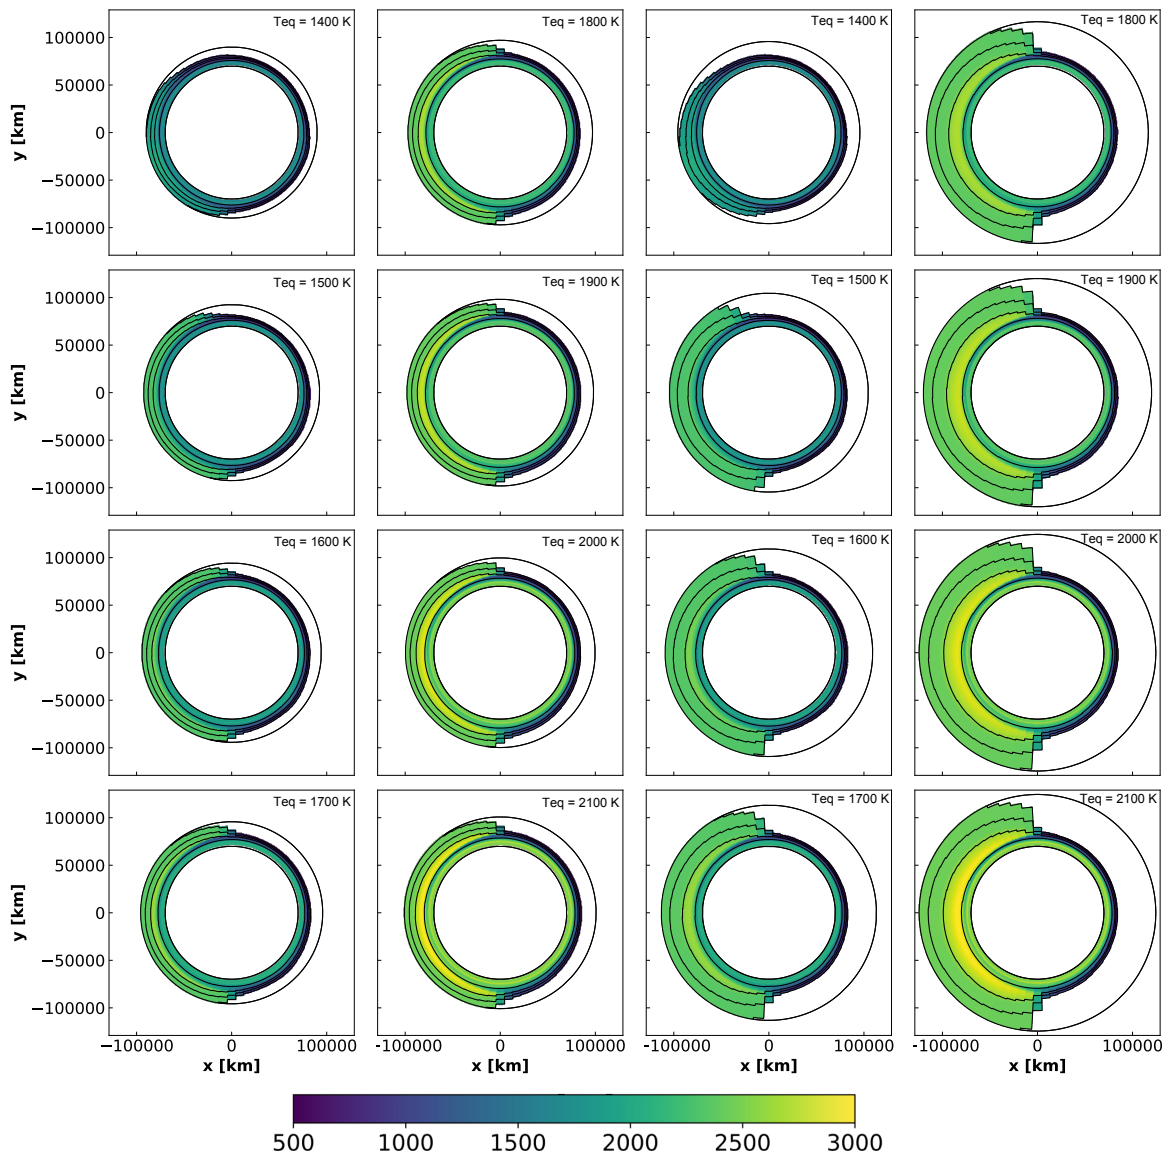 Teq = 1400 K
Teq = 1800 K
Teq = 1400 K
Teq = 1800 K
100000
50000
0
−50000
−100000
y [km]
Teq = 1500 K
Teq = 1900 K
Teq = 1500 K
Teq = 1900 K
100000
50000
0
−50000
−100000
y [km]
Teq = 1600 K
Teq = 2000 K
Teq = 1600 K
Teq = 2000 K
100000
50000
0
−50000
−100000
y [km]
Teq = 1700 K
Teq = 2100 K
Teq = 1700 K
Teq = 2100 K
100000
50000
0
−50000
−100000
y [km]
−100000 0 100000
−100000 0 100000
−100000 0 100000
−100000 0 100000
x [km]
x [km]
x [km]
x [km]
500 1000 1500 2000 2500 3000